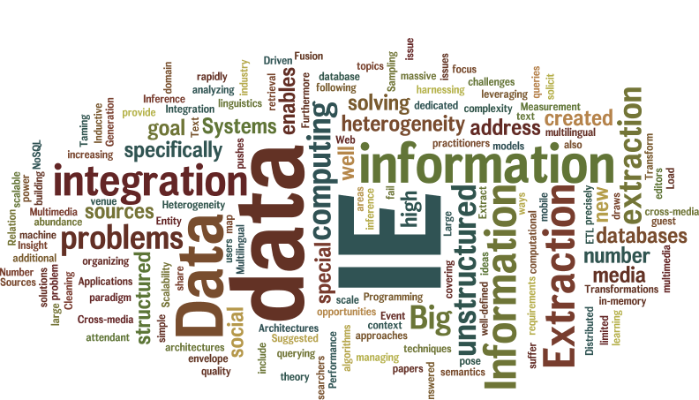 issue
Fusion
Driven
domain
rapidly
industry
topics
Sampling
issues
focus
analyzing
retrieval
enables
database
massive
challenges
queries
solicit
Inference
following
harnessing
leveraging
Furthermore
provide
Integration
linguistics
solving
dedicated
complexity
Measurement
created
Generation
Inductive
Taming
goal
Text
Systems
computing
heterogeneity
address
text
multilingual
extraction
NoSQL
increasing
specifically
pushes
Web
well
practitioners
models
also
Transform
information
Load
editors
building
power
scalable
integration
data
areas
inference
fail
high
IE
Extract
ways
mobile
precisely
new
draws
cross-media
guest
venue
Heterogeneity
Relation
Multimedia
sources
abundance
Entity
Data
map
users
Multilingual
Large
unstructured
Information
computational
Extraction
ETL
databases
machine
Insight
problems
additional
number
multimedia
organizing
structured
share
Scalability
special
covering
ideas
well-defined
requirements
media
Number
Sources
solutions
problem
large
Cleaning
Applications
paradigm
scale
Programming
Transformations
in-memory
opportunities
Event
Big
context
approaches
Cross-media
simple
social
Architectures
Distributed
limited
learning
attendant
architectures
Suggested
algorithms
techniques
pose
suffer
envelope
include
querying
Performance
managing
quality
theory
searchers
papers
nswered
semantics